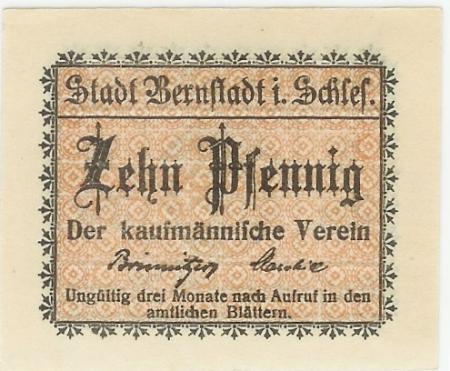 Stadt Bernstadt i. Schles.
Zehn Pfennig
Der kaufmännische Verein
Ungültig drei Monate nach Aufruf in den
amtlichen Blättern.